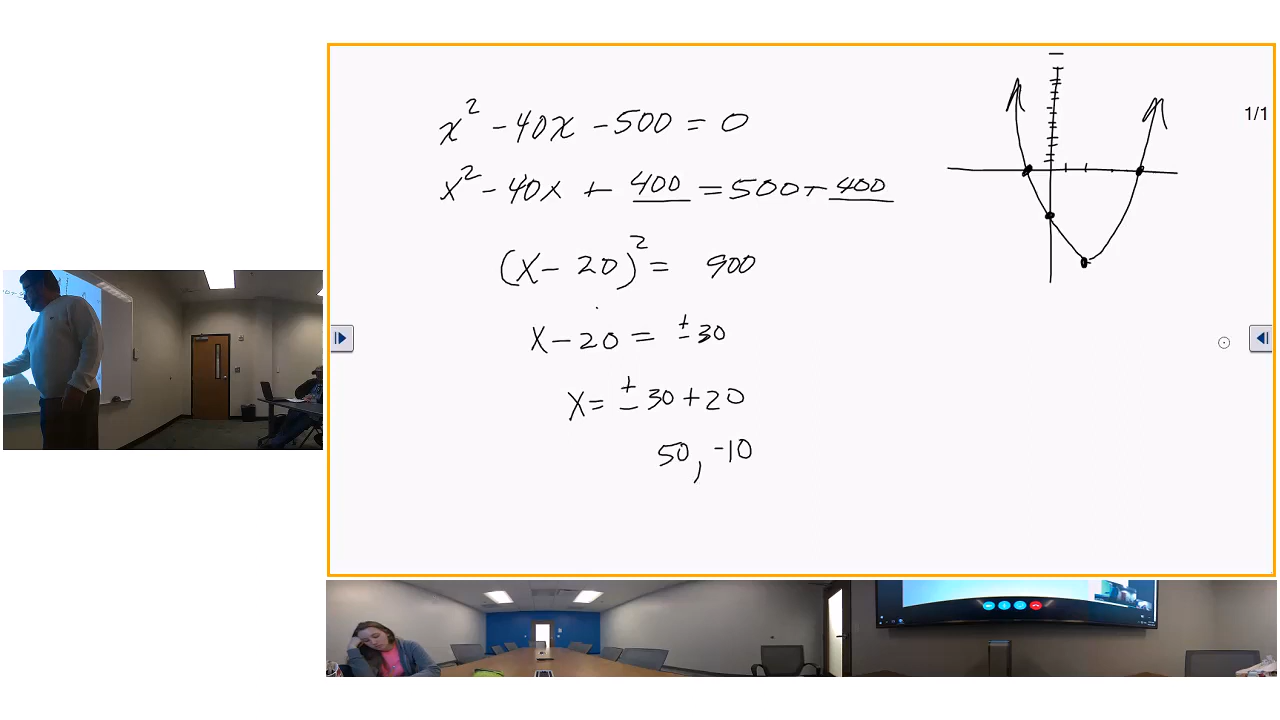 x² - 40x - 500 = 0
x² - 40x + 400 = 500 + 400
(x - 20)² = 900
x - 20 = ±30
x = ±30 + 20
50, -10
1/1